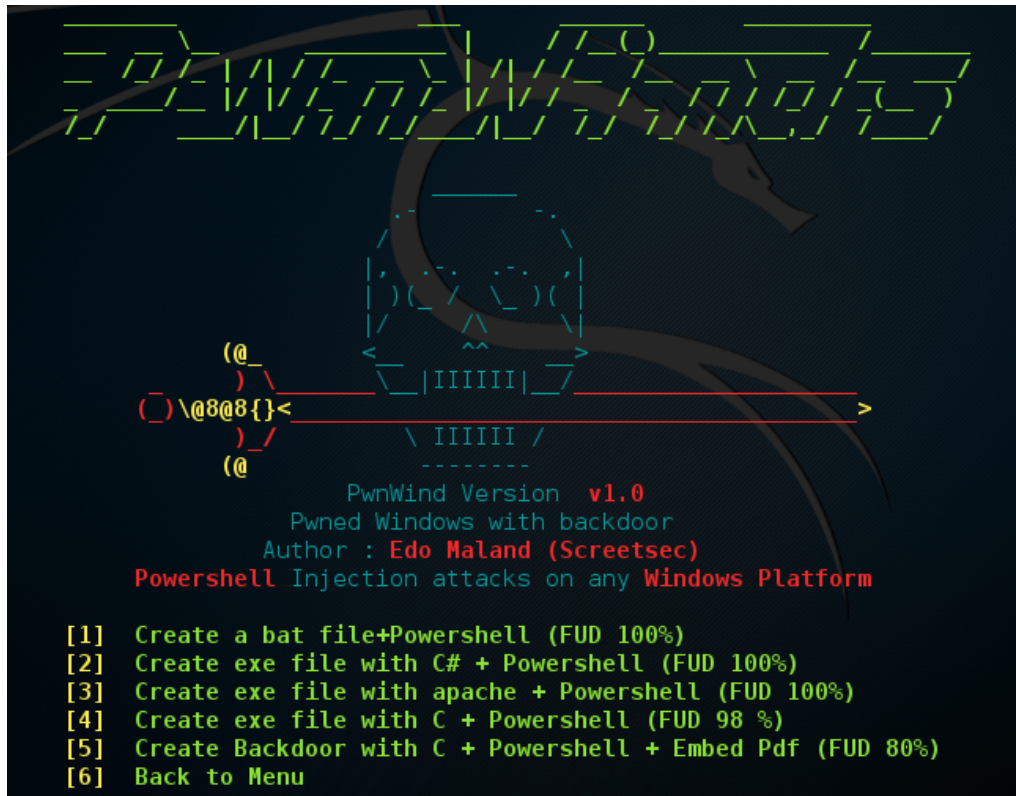 PwnWinds
PwnWind Version v1.0
Pwned Windows with backdoor
Author : Edo Maland (Screetsec)
Powershell Injection attacks on any Windows Platform
[1] Create a bat file+Powershell (FUD 100%)
[2] Create exe file with C# + Powershell (FUD 100%)
[3] Create exe file with apache + Powershell (FUD 100%)
[4] Create exe file with C + Powershell (FUD 98 %)
[5] Create Backdoor with C + Powershell + Embed Pdf (FUD 80%)
[6] Back to Menu